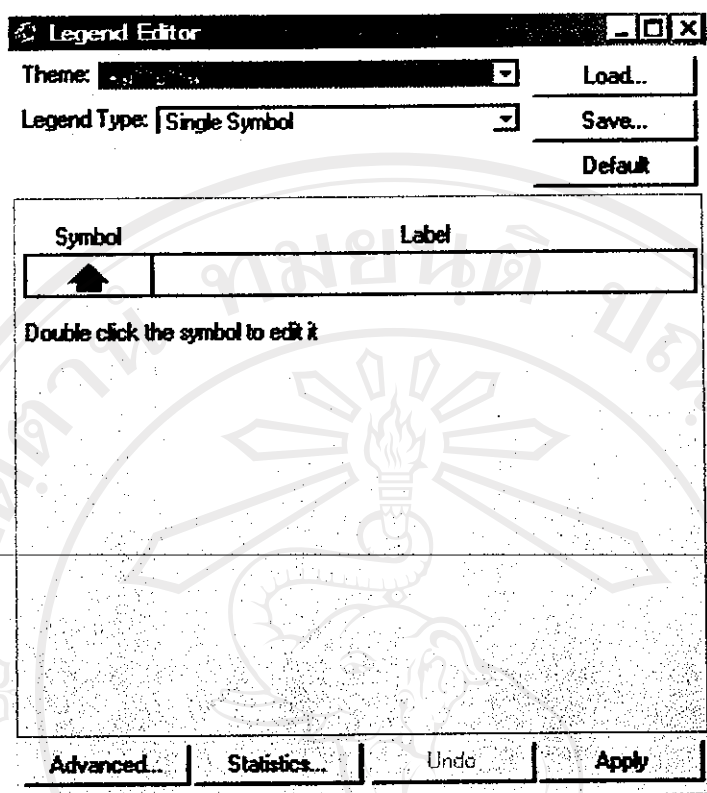 Legend Editor
Theme:
Load...
Legend Type: Single Symbol
Save...
Default
Symbol Label
Double click the symbol to edit it
Advanced... Statistics... Undo Apply